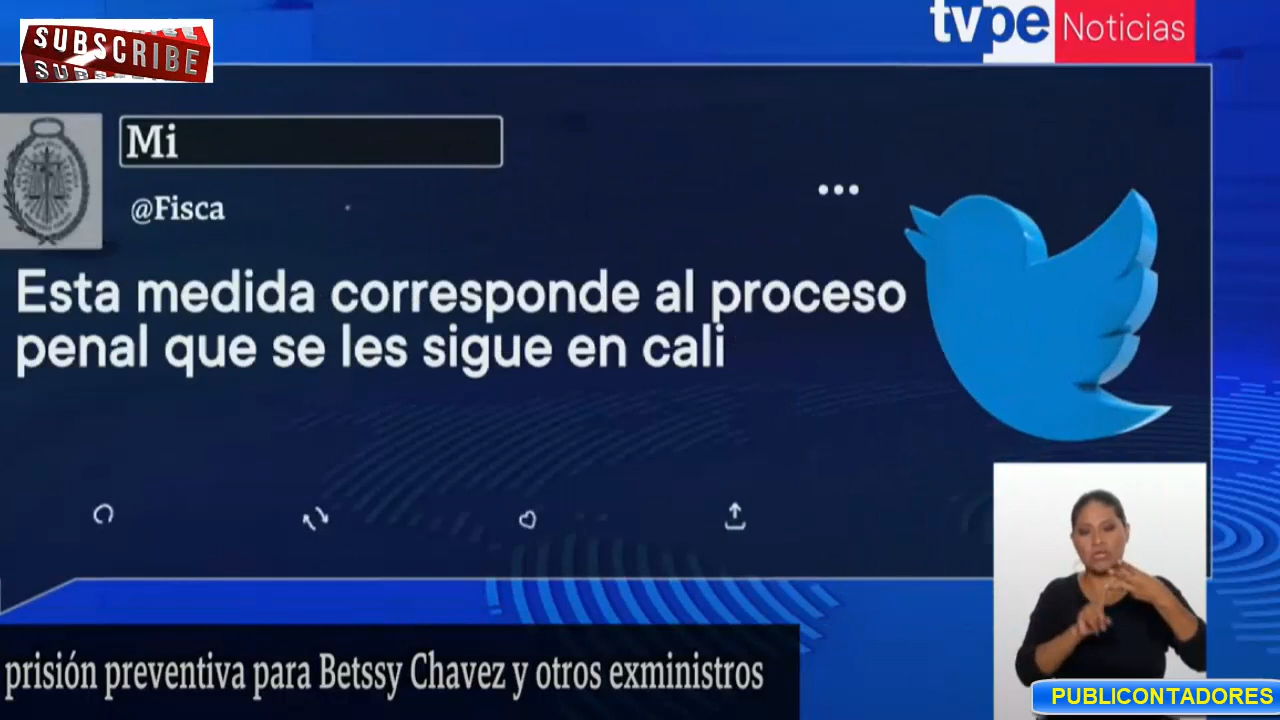 SUBSCRIBE
tvpe Noticias
Mi
@Fisca
Esta medida corresponde al proceso
penal que se les sigue en cali
prisión preventiva para Betssy Chavez y otros exministros
PUBLICONTADORES